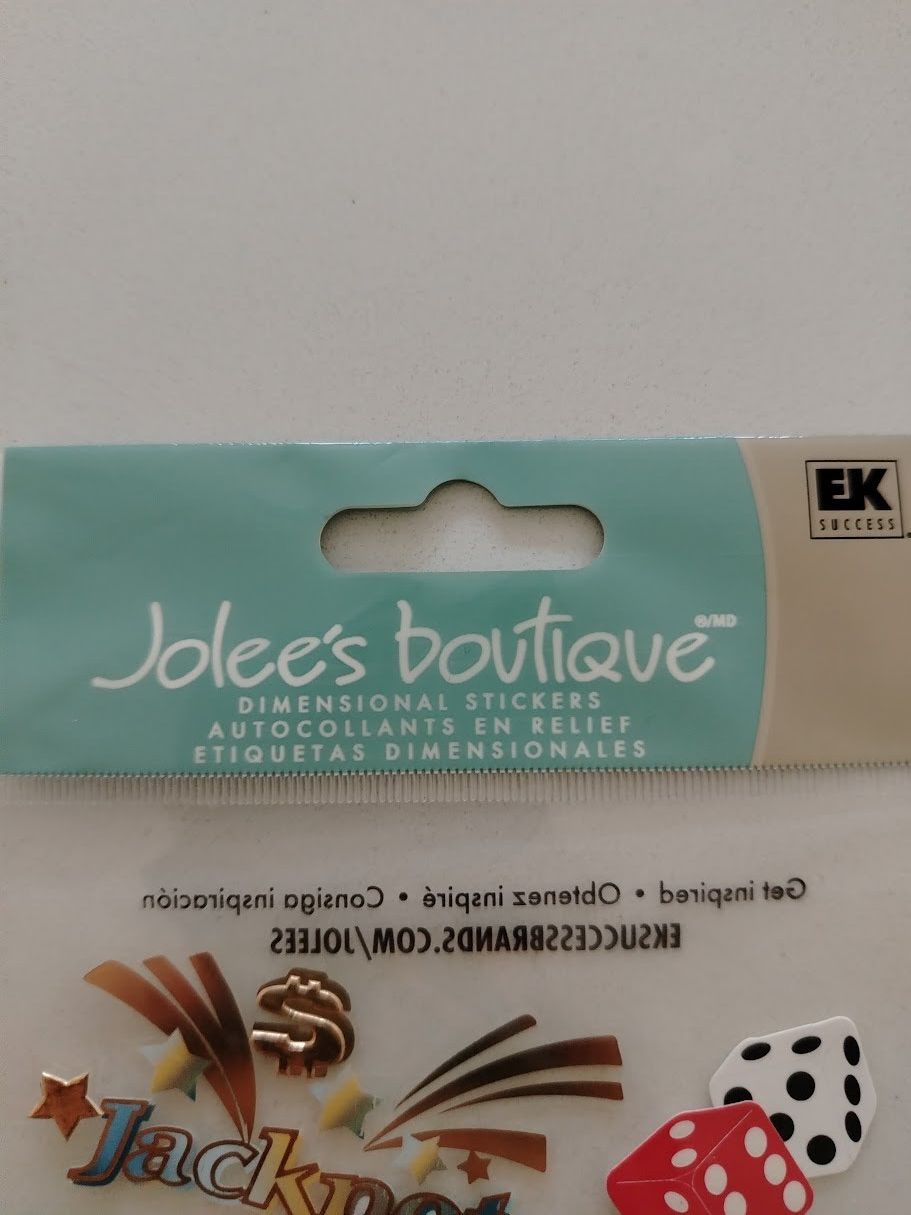 EK
SUCCESS
Jolee's boutique ®/MD
DIMENSIONAL STICKERS
AUTOCOLLANTS EN RELIEF
ETIQUETAS DIMENSIONALES
Get inspired • Obtenez inspiré • Consiga inspiración
EKSUCCESSBRANDS.COM/JOLEES
$
Jackpot